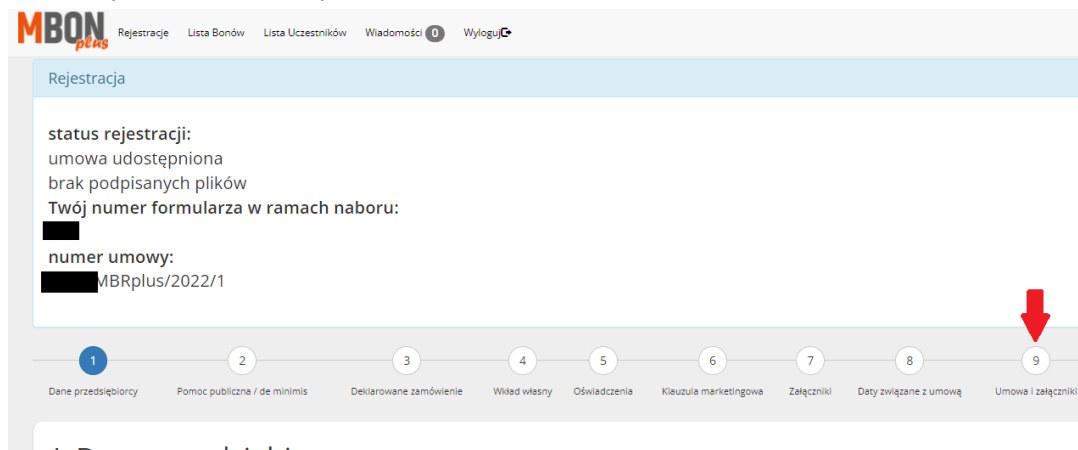 MBON plus Rejestracje Lista Bonów Lista Uczestników Wiadomości 0 Wyloguj
Rejestracja
status rejestracji:
umowa udostępniona
brak podpisanych plików
Twój numer formularza w ramach naboru:
numer umowy:
MBRplus/2022/1
1 2 3 4 5 6 7 8 9
Dane przedsiębiorcy Pomoc publiczna / de minimis Deklarowane zamówienie Wkład własny Oświadczenia Klauzula marketingowa Załączniki Daty związane z umową Umowa i załączniki